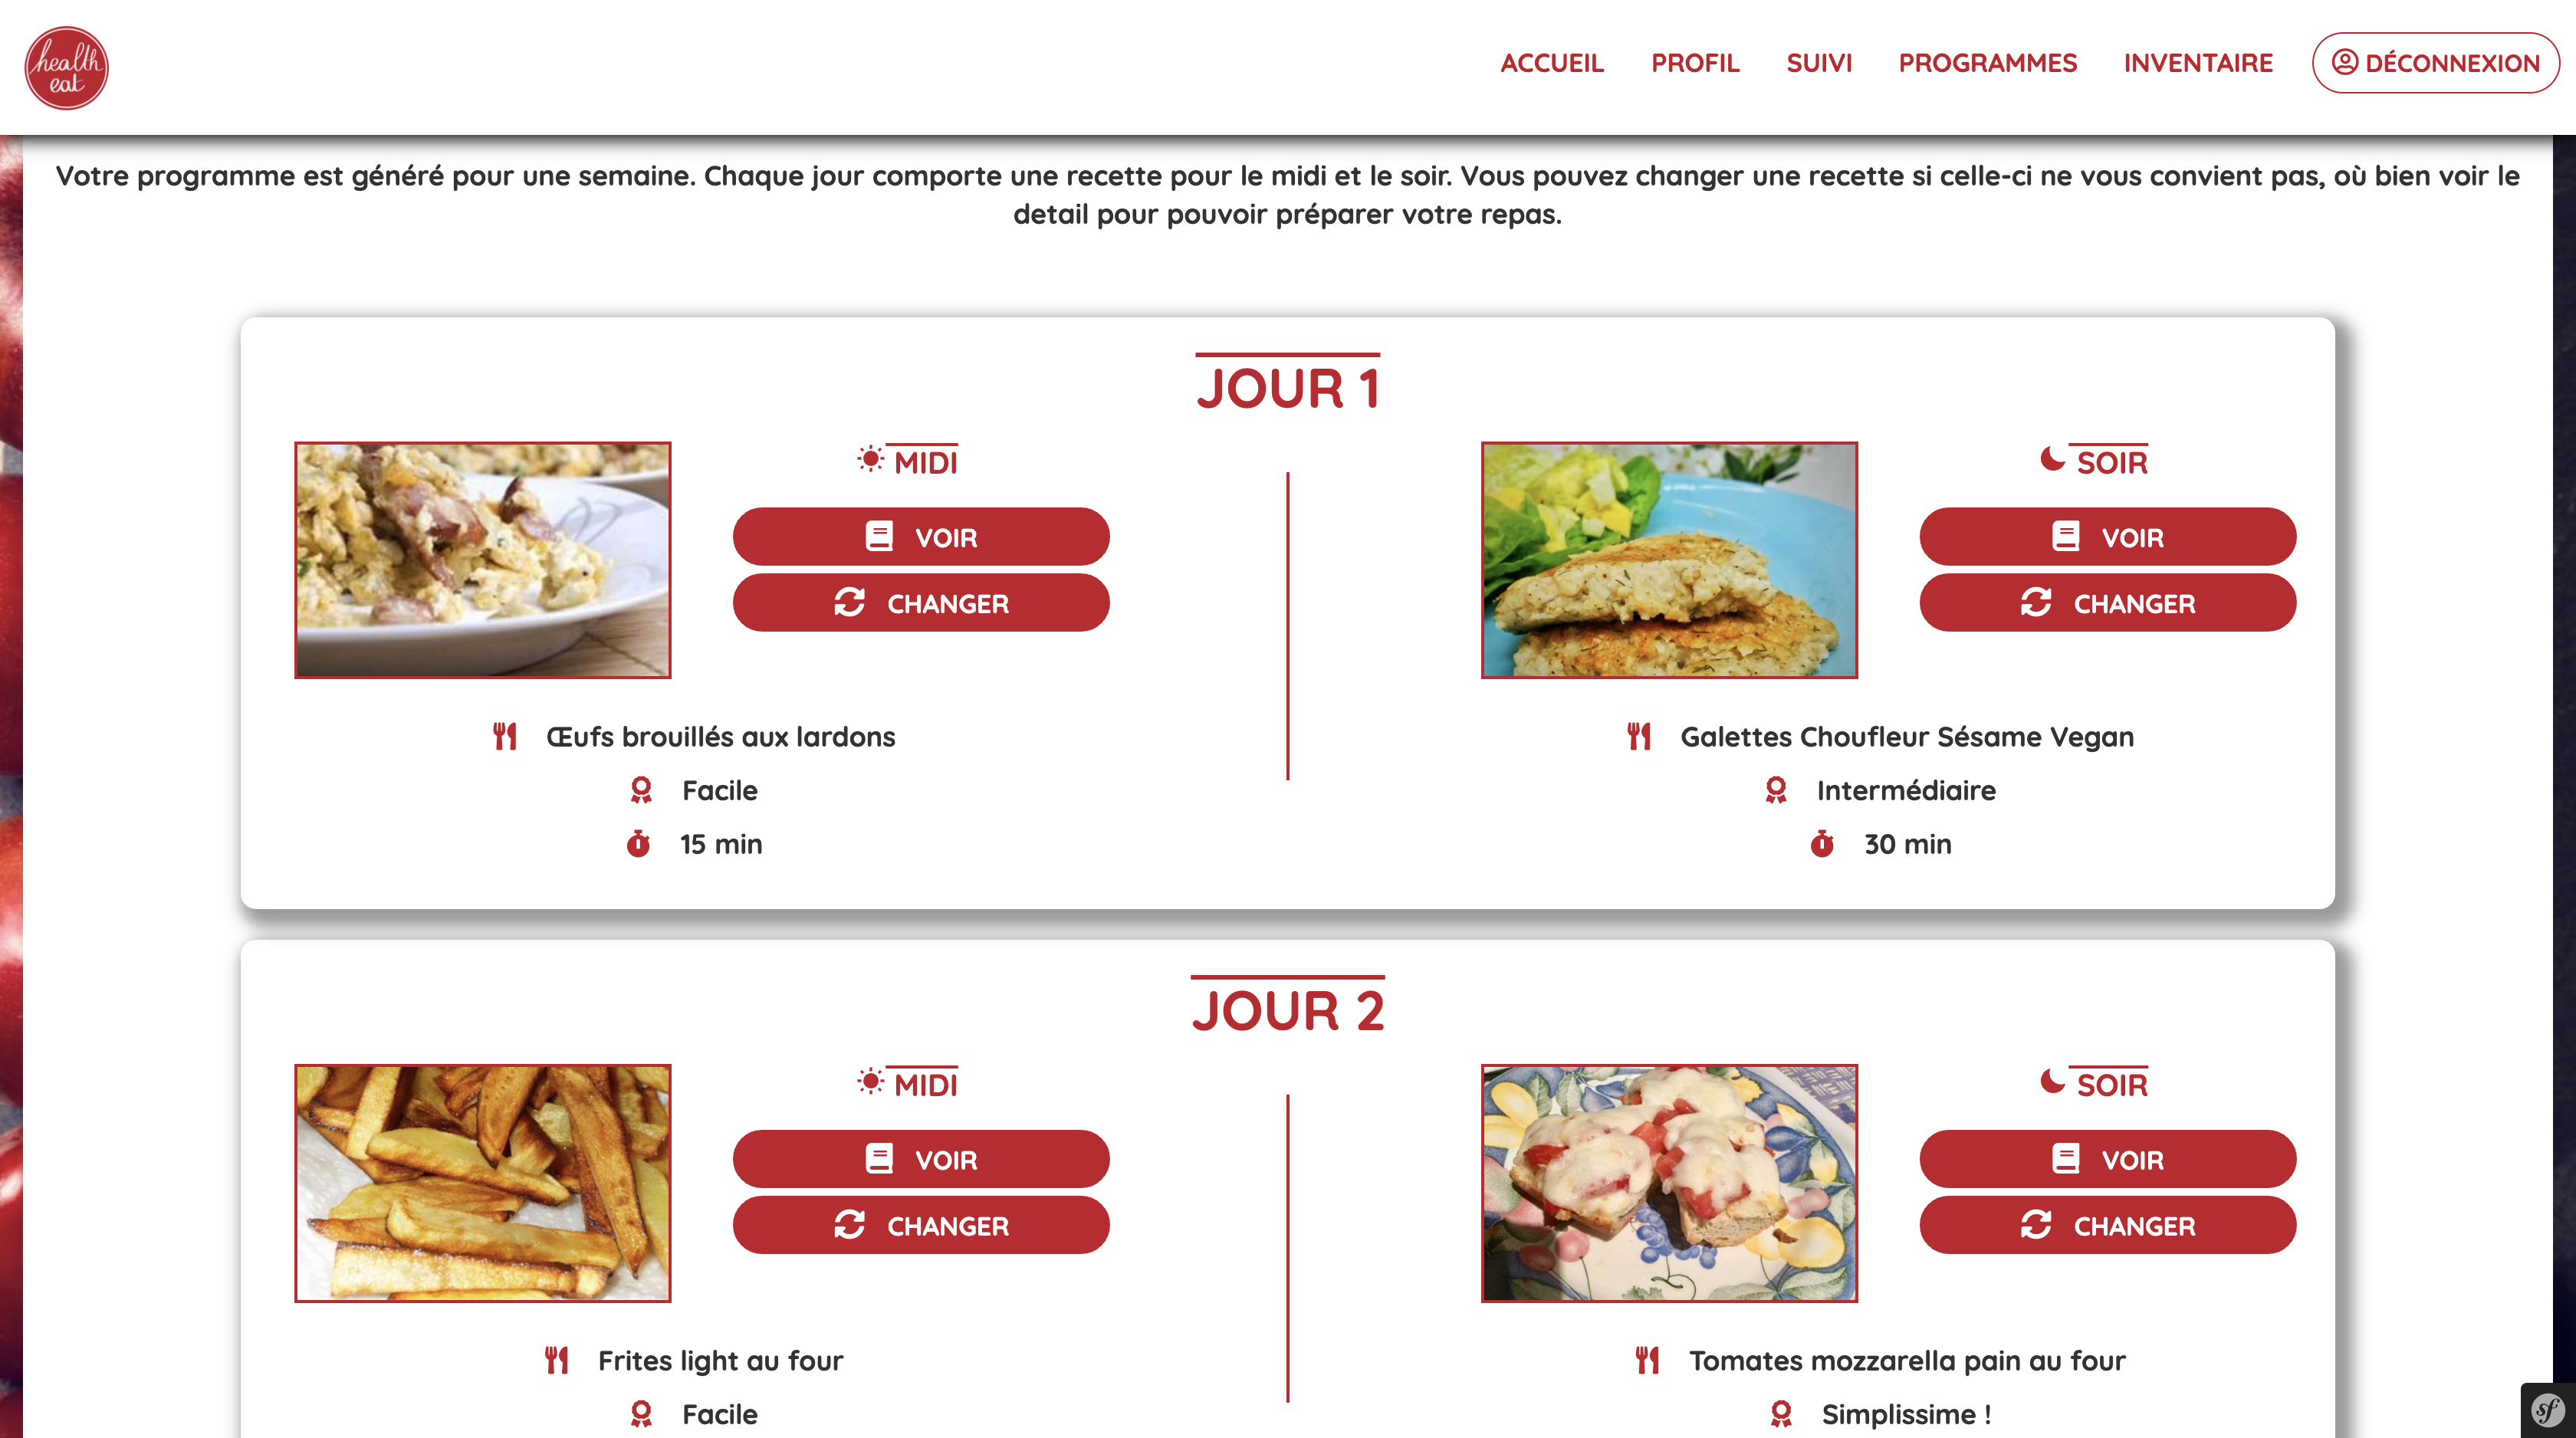 health
eat
ACCUEIL PROFIL SUIVI PROGRAMMES INVENTAIRE DÉCONNEXION
Votre programme est généré pour une semaine. Chaque jour comporte une recette pour le midi et le soir. Vous pouvez changer une recette si celle-ci ne vous convient pas, où bien voir le
detail pour pouvoir préparer votre repas.
JOUR 1
MIDI
VOIR
CHANGER
Œufs brouillés aux lardons
Facile
15 min
SOIR
VOIR
CHANGER
Galettes Choufleur Sésame Vegan
Intermédiaire
30 min
JOUR 2
MIDI
VOIR
CHANGER
Frites light au four
Facile
SOIR
VOIR
CHANGER
Tomates mozzarella pain au four
Simplissime !
sf